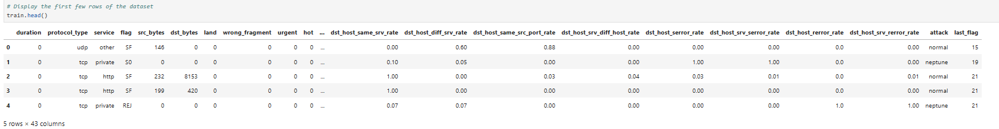 # Display the first few rows of the dataset
train.head()
duration protocol_type service flag src_bytes dst_bytes land wrong_fragment urgent hot ... dst_host_same_srv_rate dst_host_diff_srv_rate dst_host_same_src_port_rate dst_host_srv_diff_host_rate dst_host_serror_rate dst_host_srv_serror_rate dst_host_rerror_rate dst_host_srv_rerror_rate attack last_flag
0 0 udp other SF 146 0 0 0 0 0 ... 0.00 0.60 0.88 0.00 0.00 0.00 0.0 0.00 normal 15
1 0 tcp private S0 0 0 0 0 0 0 ... 0.10 0.05 0.00 0.00 1.00 1.00 0.0 0.00 neptune 19
2 0 tcp http SF 232 8153 0 0 0 0 ... 1.00 0.00 0.03 0.04 0.03 0.01 0.0 0.01 normal 21
3 0 tcp http SF 199 420 0 0 0 0 ... 1.00 0.00 0.00 0.00 0.00 0.00 0.0 0.00 normal 21
4 0 tcp private REJ 0 0 0 0 0 0 ... 0.07 0.07 0.00 0.00 0.00 0.00 1.0 1.00 neptune 21
5 rows × 43 columns